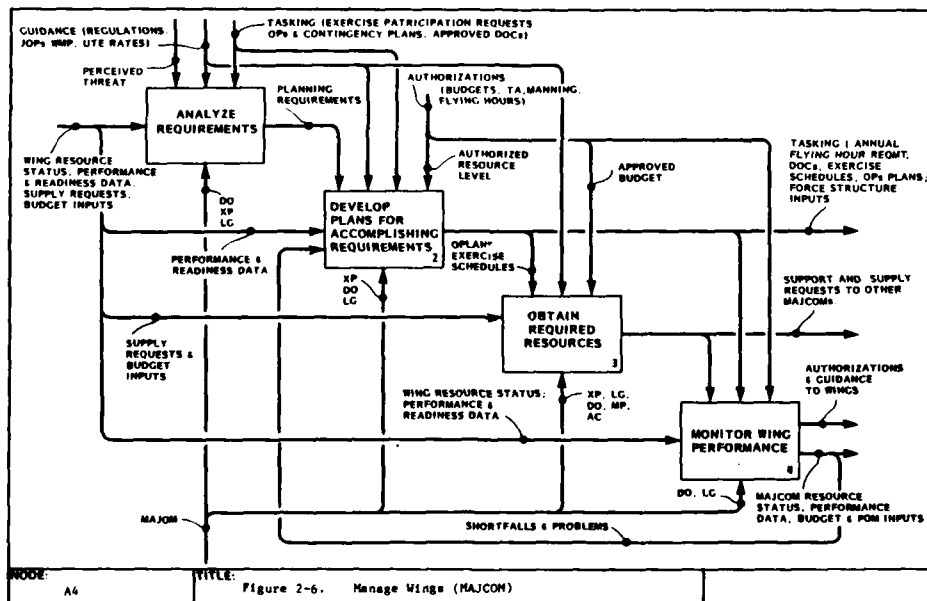 TASKING (EXERCISE PATRICIPATION REQUESTS
OPs & CONTINGENCY PLANS, APPROVED DOCs)
GUIDANCE (REGULATIONS,
JOPs WMP, UTE RATES)
PERCEIVED
THREAT
AUTHORIZATIONS
(BUDGETS, TA, MANNING,
FLYING HOURS)
PLANNING
REQUIREMENTS
ANALYZE
REQUIREMENTS
WING RESOURCE
STATUS, PERFORMANCE
& READINESS DATA,
SUPPLY REQUESTS,
BUDGET INPUTS
DO
XP
LG
AUTHORIZED
RESOURCE
LEVEL
APPROVED
BUDGET
TASKING ( ANNUAL
FLYING HOUR REQMT,
DOCs, EXERCISE
SCHEDULES, OPs PLANS;
FORCE STRUCTURE
INPUTS
DEVELOP
PLANS FOR
ACCOMPLISHING
REQUIREMENTS
2
PERFORMANCE &
READINESS DATA
XP
DO
LG
OPLANS
EXERCISE
SCHEDULES
SUPPORT AND SUPPLY
REQUESTS TO OTHER
MAJCOMs
OBTAIN
REQUIRED
RESOURCES
3
SUPPLY
REQUESTS &
BUDGET
INPUTS
WING RESOURCE STATUS;
PERFORMANCE &
READINESS DATA
XP, LG,
DO, MP,
AC
AUTHORIZATIONS
& GUIDANCE
TO WINGS
MONITOR WING
PERFORMANCE
4
DO, LG
MAJCOM RESOURCE
STATUS, PERFORMANCE
DATA, BUDGET & POM INPUTS
MAJOM
SHORTFALLS & PROBLEMS
NODE:
A4
TITLE:
Figure 2-6. Manage Wings (MAJCOM)